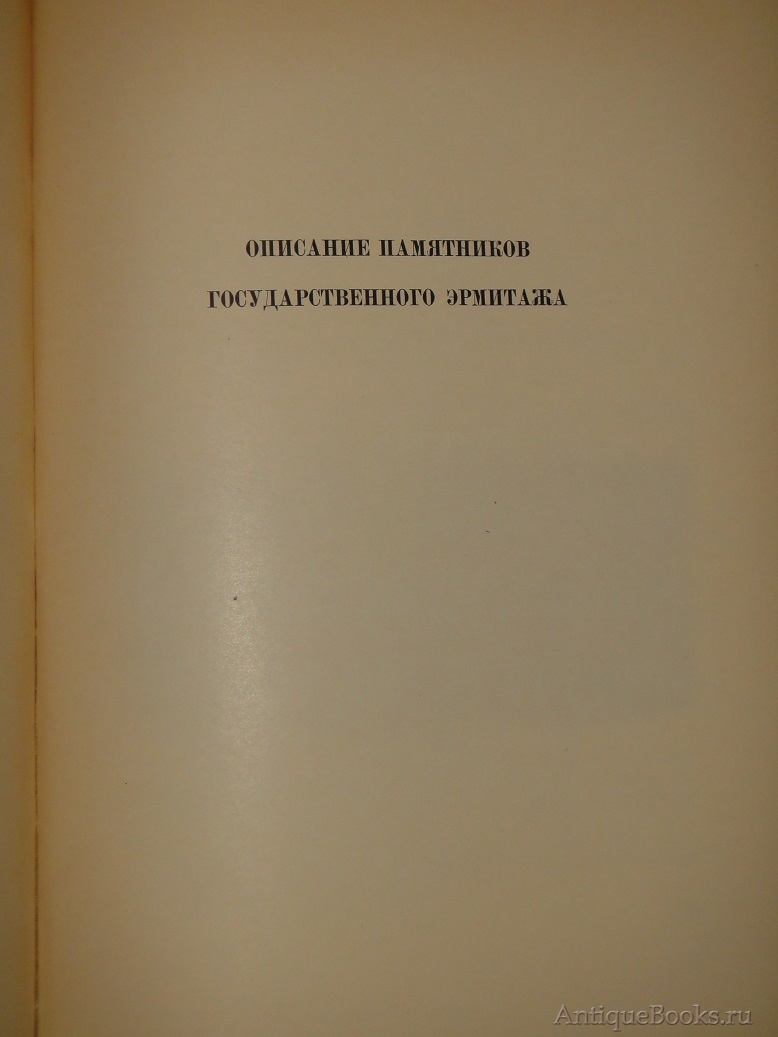 ОПИСАНИЕ ПАМЯТНИКОВ
ГОСУДАРСТВЕННОГО ЭРМИТАЖА
AntiqueBooks.ru